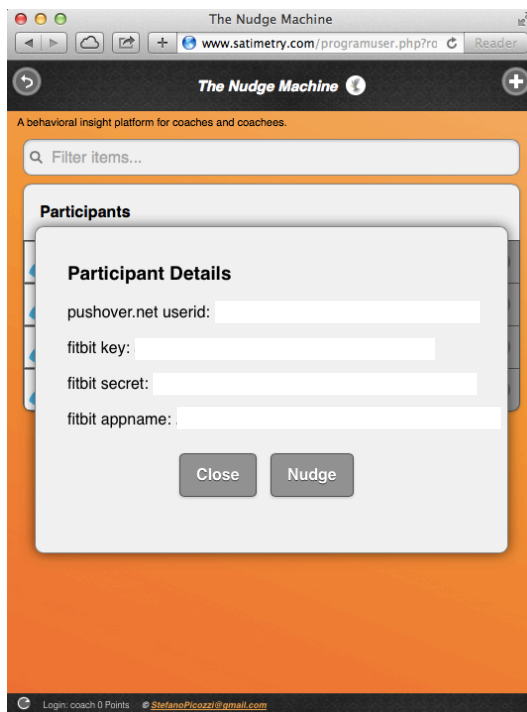 The Nudge Machine
www.satimetry.com/programuser.php?ro
Reader
The Nudge Machine
A behavioral insight platform for coaches and coachees.
Filter items...
Participants
Participant Details
pushover.net userid:
fitbit key:
fitbit secret:
fitbit appname:
Close Nudge
Login: coach 0 Points © StefanoPicozzi@gmail.com